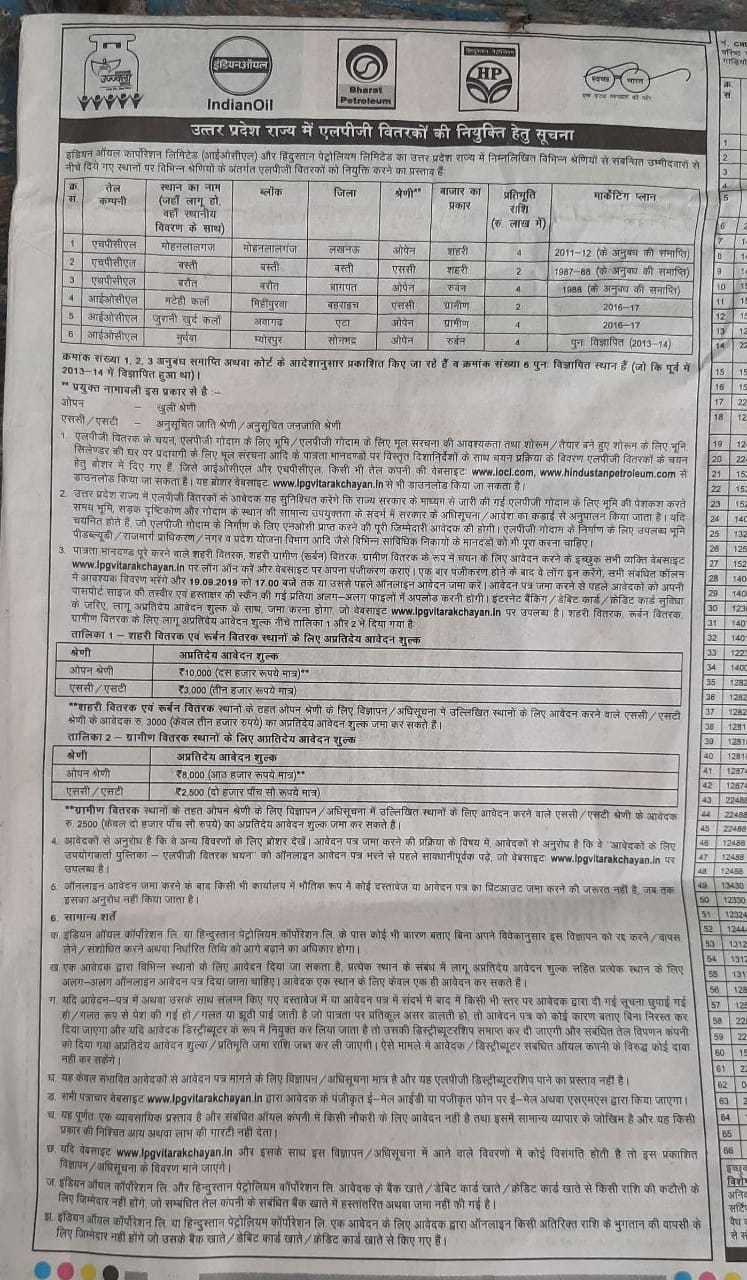 उज्ज्वला
इंडियनऑयल
IndianOil
Bharat
Petroleum
हिन्दुस्तान पेट्रोलियम
HP
स्वच्छ भारत
एक कदम स्वच्छता की ओर
उत्तर प्रदेश राज्य में एलपीजी वितरकों की नियुक्ति हेतु सूचना
इंडियन ऑयल कार्पोरेशन लिमिटेड (आईओसीएल) और हिंदुस्तान पेट्रोलियम लिमिटेड का उत्तर प्रदेश राज्य में निम्नलिखित विभिन्न श्रेणियों से संबंधित उम्मीदवारों से
नीचे दिये गए स्थानों पर विभिन्न श्रेणियों के अंतर्गत एलपीजी वितरकों को नियुक्ति करने का प्रस्ताव है:
क्र. सं. तेल कम्पनी स्थान का नाम (जहाँ लागू हो, वहाँ स्थानीय विवरण के साथ) ब्लॉक जिला श्रेणी** बाजार का प्रकार प्रतिभूति राशि (रु. लाख में) मार्केटिंग प्लान
1 एचपीसीएल मोहनलालगंज मोहनलालगंज लखनऊ ओपेन शहरी 4 2011-12 (के अनुबंध की समाप्ति)
2 एचपीसीएल बस्ती बस्ती बस्ती एससी शहरी 2 1987-88 (के अनुबंध की समाप्ति)
3 एचपीसीएल बरौत बरौत बागपत ओपेन रुर्बन 4 1986 (के अनुबंध की समाप्ति)
4 आईओसीएल मटेही कलाँ मिहींपुरवा बहराइच एससी ग्रामीण 2 2016-17
5 आईओसीएल जुरानी खुर्द कलाँ अवागढ एटा ओपेन ग्रामीण 4 2016-17
6 आईओसीएल मुर्धवा म्योरपुर सोनभद्र ओपेन रुर्बन 4 पुनः विज्ञापित (2013-14)
क्रमांक संख्या 1, 2, 3 अनुबंध समाप्ति अथवा कोर्ट के आदेशानुसार प्रकाशित किए जा रहे हैं व क्रमांक संख्या 6 पुनः विज्ञापित स्थान हैं (जो कि पूर्व में
2013-14 में विज्ञापित हुआ था)।
** प्रयुक्त नामावली इस प्रकार से है :-
ओपन – खुली श्रेणी
एससी/एसटी – अनुसूचित जाति श्रेणी/अनुसूचित जनजाति श्रेणी
1. एलपीजी वितरक के चयन, एलपीजी गोदाम के लिए भूमि/एलपीजी गोदाम के लिए मूल संरचना की आवश्यकता तथा शोरूम/तैयार बने हुए शोरूम के लिए भूमि
सिलेण्डर की घर पर प्रदायगी के लिए मूल संरचना आदि के पात्रता मानदण्डों पर विस्तृत दिशानिर्देशों के साथ चयन प्रक्रिया के विवरण एलपीजी वितरकों के चयन
हेतु ब्रोशर में दिए गए हैं, जिसे आईओसीएल और एचपीसीएल, किसी भी तेल कंपनी की वेबसाइट: www.iocl.com, www.hindustanpetroleum.com से
डाउनलोड किया जा सकता है। यह ब्रोशर वेबसाइट www.lpgvitarakchayan.in से भी डाउनलोड किया जा सकता है।
2. उत्तर प्रदेश राज्य में एलपीजी वितरकों के आवेदक यह सुनिश्चित करेंगे कि राज्य सरकार के माध्यम से जारी की गई एलपीजी गोदाम के लिए भूमि की पेशकश करते
समय भूमि, सड़क दृष्टिकोण और गोदाम की स्थान की सामान्य उपयुक्तता के संदर्भ में सरकार के अधिसूचना/आदेश का कड़ाई से अनुपालन किया जाता है। यदि
चयनित होते हैं, जो एलपीजी गोदाम के निर्माण के लिए एनओसी प्राप्त करने की पूरी जिम्मेदारी आवेदक की होगी। एलपीजी गोदाम के निर्माण के लिए उपलब्ध भूमि
पीडब्ल्यूडी/राजमार्ग प्राधिकरण/नगर व प्रदेश योजना विभाग आदि जैसे विभिन्न सांविधिक निकायों के मानदंडों को भी पूरा करना चाहिए।
3. पात्रता मानदण्ड पूरे करने वाले शहरी वितरक, शहरी ग्रामीण (रुर्बन) वितरक, ग्रामीण वितरक के रूप में चयन के लिए आवेदन करने के इच्छुक सभी व्यक्ति वेबसाइट
www.lpgvitarakchayan.in पर लॉग ऑन करें और वेबसाइट पर अपना पंजीकरण कराएं। एक बार पंजीकरण होने के बाद वे लॉग इन करेंगे, सभी संबंधित कॉलम
में आवश्यक विवरण भरेंगे और 19.09.2019 को 17.00 बजे तक या उससे पहले ऑनलाइन आवेदन जमा करें। आवेदन पत्र जमा करने से पहले आवेदकों को अपनी
पासपोर्ट साइज की तस्वीर एवं हस्ताक्षर की स्कैन की गई प्रतियां अलग-अलग फाइलों में अपलोड करनी होगी। इंटरनेट बैंकिंग/डेबिट कार्ड/क्रेडिट कार्ड सुविधा
के जरिए, लागू अप्रतिदेय आवेदन शुल्क के साथ, जमा करना होगा, जो वेबसाइट www.lpgvitarakchayan.in पर उपलब्ध है। शहरी वितरक, रुर्बन वितरक,
ग्रामीण वितरक के लिए लागू अप्रतिदेय आवेदन शुल्क नीचे तालिका 1 और 2 में दिया गया है:
तालिका 1 - शहरी वितरक एवं रूर्बन वितरक स्थानों के लिए अप्रतिदेय आवेदन शुल्क
श्रेणी अप्रतिदेय आवेदन शुल्क
ओपन श्रेणी ₹10,000 (दस हजार रूपये मात्र)**
एससी/एसटी ₹3,000 (तीन हजार रूपए मात्र)
**शहरी वितरक एवं रूर्बन वितरक स्थानों के तहत ओपन श्रेणी के लिए विज्ञापन/अधिसूचना में उल्लिखित स्थानों के लिए आवेदन करने वाले एससी/एसटी
श्रेणी के आवेदक रु. 3000 (केवल तीन हजार रुपये) का अप्रतिदेय आवेदन शुल्क जमा कर सकते हैं।
तालिका 2 - ग्रामीण वितरक स्थानों के लिए अप्रतिदेय आवेदन शुल्क
श्रेणी अप्रतिदेय आवेदन शुल्क
ओपन श्रेणी ₹8,000 (आठ हजार रूपये मात्र)**
एससी/एसटी ₹2,500 (दो हजार पाँच सौ रूपए मात्र)
**ग्रामीण वितरक स्थानों के तहत ओपन श्रेणी के लिए विज्ञापन/अधिसूचना में उल्लिखित स्थानों के लिए आवेदन करने वाले एससी/एसटी श्रेणी के आवेदक
रु. 2500 (केवल दो हजार पाँच सौ रुपये) का अप्रतिदेय आवेदन शुल्क जमा कर सकते हैं।
4. आवेदकों से अनुरोध है कि वे अन्य विवरणों के लिए ब्रोशर देखें। आवेदन पत्र जमा करने की प्रक्रिया के विषय में, आवेदकों से अनुरोध है कि वे "आवेदकों के लिए
उपयोगकर्ता पुस्तिका - एलपीजी वितरक चयन" को ऑनलाइन आवेदन पत्र भरने से पहले सावधानीपूर्वक पढ़ें, जो वेबसाइट: www.lpgvitarakchayan.in पर
उपलब्ध है।
5. ऑनलाइन आवेदन जमा करने के बाद किसी भी कार्यालय में भौतिक रूप में कोई दस्तावेज या आवेदन पत्र का प्रिंटआउट जमा करने की जरूरत नहीं है, जब तक
इसका अनुरोध नहीं किया जाता है।
6. सामान्य शर्तें
क. इंडियन ऑयल कॉर्पोरेशन लि. या हिन्दुस्तान पेट्रोलियम कॉर्पोरेशन लि. के पास कोई भी कारण बताए बिना अपने विवेकानुसार इस विज्ञापन को रद्द करने/वापस
लेने/संशोधित करने अथवा निर्धारित तिथि को आगे बढ़ाने का अधिकार होगा।
ख. एक आवेदक द्वारा विभिन्न स्थानों के लिए आवेदन दिया जा सकता है, प्रत्येक स्थान के संबंध में लागू अप्रतिदेय आवेदन शुल्क सहित प्रत्येक स्थान के लिए
अलग-अलग ऑनलाइन आवेदन पत्र दिया जाना चाहिए। आवेदक एक स्थान के लिए केवल एक ही आवेदन कर सकते हैं।
ग. यदि आवेदन-पत्र में अथवा उसके साथ संलग्न किए गए दस्तावेज में या आवेदन पत्र में संदर्भ में बाद में किसी भी स्तर पर आवेदक द्वारा दी गई सूचना छुपाई गई
हो/गलत रूप से पेश की गई हो/गलत या झूठी पाई जाती है जो पात्रता पर प्रतिकूल असर डालती हो, तो आवेदन पत्र को कोई कारण बताए बिना निरस्त कर
दिया जाएगा और यदि आवेदक डिस्ट्रीब्यूटर के रूप में नियुक्त कर लिया जाता है तो उसकी डिस्ट्रीब्यूटरशिप समाप्त कर दी जाएगी और संबंधित तेल विपणन कंपनी
को दिया गया अप्रतिदेय आवेदन शुल्क/प्रतिभूति जमा राशि जब्त कर ली जाएगी। ऐसे मामले में आवेदक/डिस्ट्रीब्यूटर संबंधित ऑयल कंपनी के विरुद्ध कोई दावा
नहीं कर सकेंगे।
घ. यह केवल संभावित आवेदकों से आवेदन पत्र मांगने के लिए विज्ञापन/अधिसूचना मात्र है और यह एलपीजी डिस्ट्रीब्यूटरशिप पाने का प्रस्ताव नहीं है।
ड. सभी पत्राचार वेबसाइट www.lpgvitarakchayan.in द्वारा आवेदक के पंजीकृत ई-मेल आईडी या पंजीकृत फोन पर ई-मेल अथवा एसएमएस द्वारा किया जाएगा।
च. यह पूर्णतः एक व्यावसायिक प्रस्ताव है और संबंधित ऑयल कंपनी में किसी नौकरी के लिए आवेदन नहीं है तथा इसमें सामान्य व्यापार के जोखिम है और यह किसी
प्रकार की निश्चित आय अथवा लाभ की गारंटी नहीं देता।
छ. यदि वेबसाइट www.lpgvitarakchayan.in और इसके साथ इस विज्ञापन/अधिसूचना में आने वाले विवरणों में कोई विसंगति होती है तो इस प्रकाशित
विज्ञापन/अधिसूचना के विवरण माने जाएंगे।
ज. इंडियन ऑयल कॉर्पोरेशन लि. और हिन्दुस्तान पेट्रोलियम कॉर्पोरेशन लि. आवेदक के बैंक खाते/डेबिट कार्ड खाते/क्रेडिट कार्ड खाते से किसी राशि की कटौती के
लिए जिम्मेदार नहीं होंगे, जो सम्बंधित तेल कंपनी के संबंधित बैंक खाते में हस्तांतरित अथवा जमा नहीं की गई है।
झ. इंडियन ऑयल कॉर्पोरेशन लि. या हिन्दुस्तान पेट्रोलियम कॉर्पोरेशन लि. एक आवेदन के लिए आवेदक द्वारा ऑनलाइन किसी अतिरिक्त राशि के भुगतान की वापसी के
लिए जिम्मेदार नहीं होंगे जो उसके बैंक खाते/डेबिट कार्ड खाते/क्रेडिट कार्ड खाते से किए गए हैं।